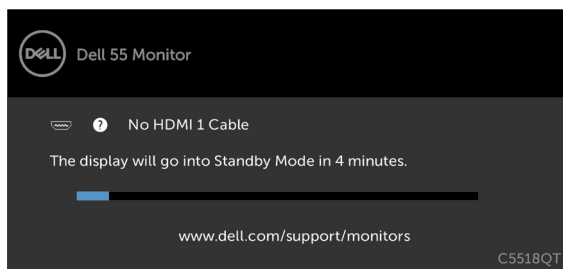 DELL Dell 55 Monitor
? No HDMI 1 Cable
The display will go into Standby Mode in 4 minutes.
www.dell.com/support/monitors
C5518QT